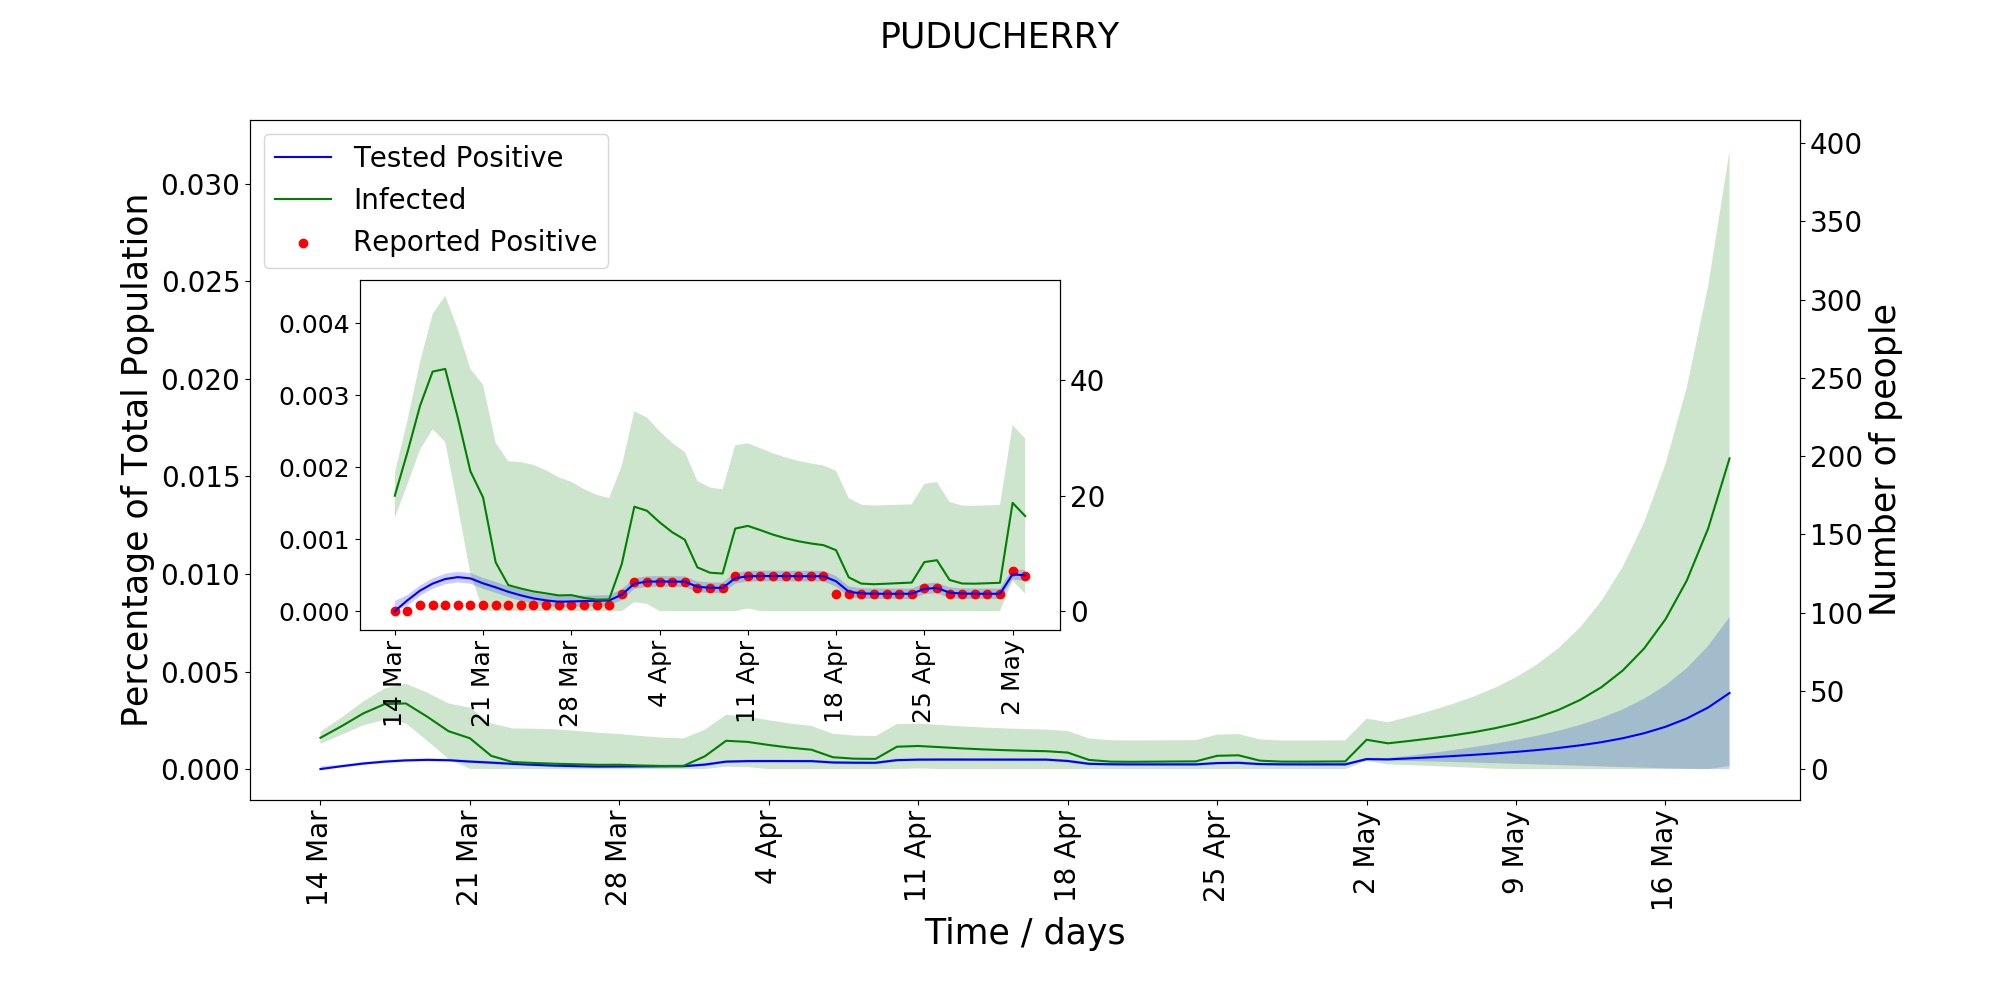 PUDUCHERRY
Tested Positive
Infected
Reported Positive
Percentage of Total Population
0.030
0.025
0.020
0.015
0.010
0.005
0.000
400
350
300
250
200
150
100
50
0
Number of people
0.004
0.003
0.002
0.001
0.000
40
20
0
14 Mar
21 Mar
28 Mar
4 Apr
11 Apr
18 Apr
25 Apr
2 May
14 Mar
21 Mar
28 Mar
4 Apr
11 Apr
18 Apr
25 Apr
2 May
9 May
16 May
Time / days